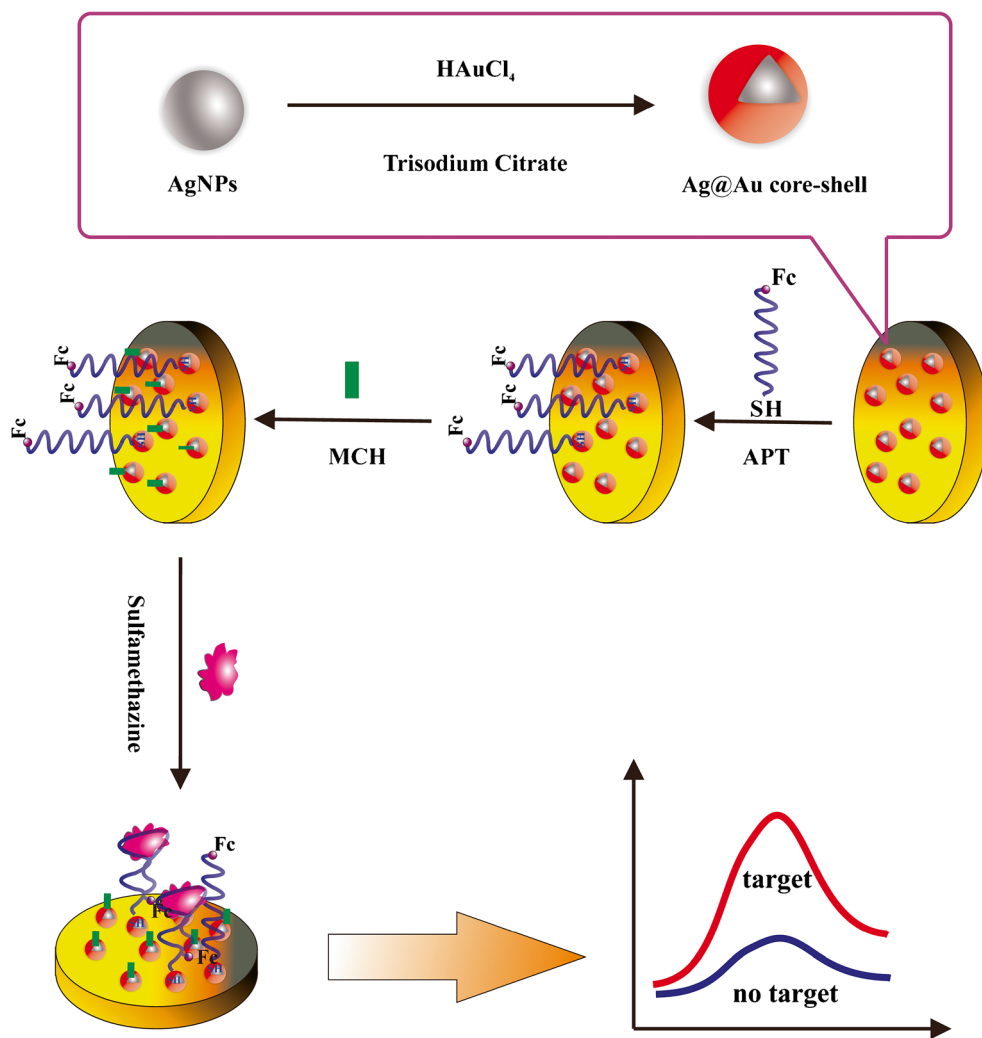 HAuCl₄
Trisodium Citrate
AgNPs
Ag@Au core-shell
Fc
SH
APT
Fc
Fc
Fc
MCH
Fc
Fc
Fc
Sulfamethazine
Fc
Fc
Fc
target
no target